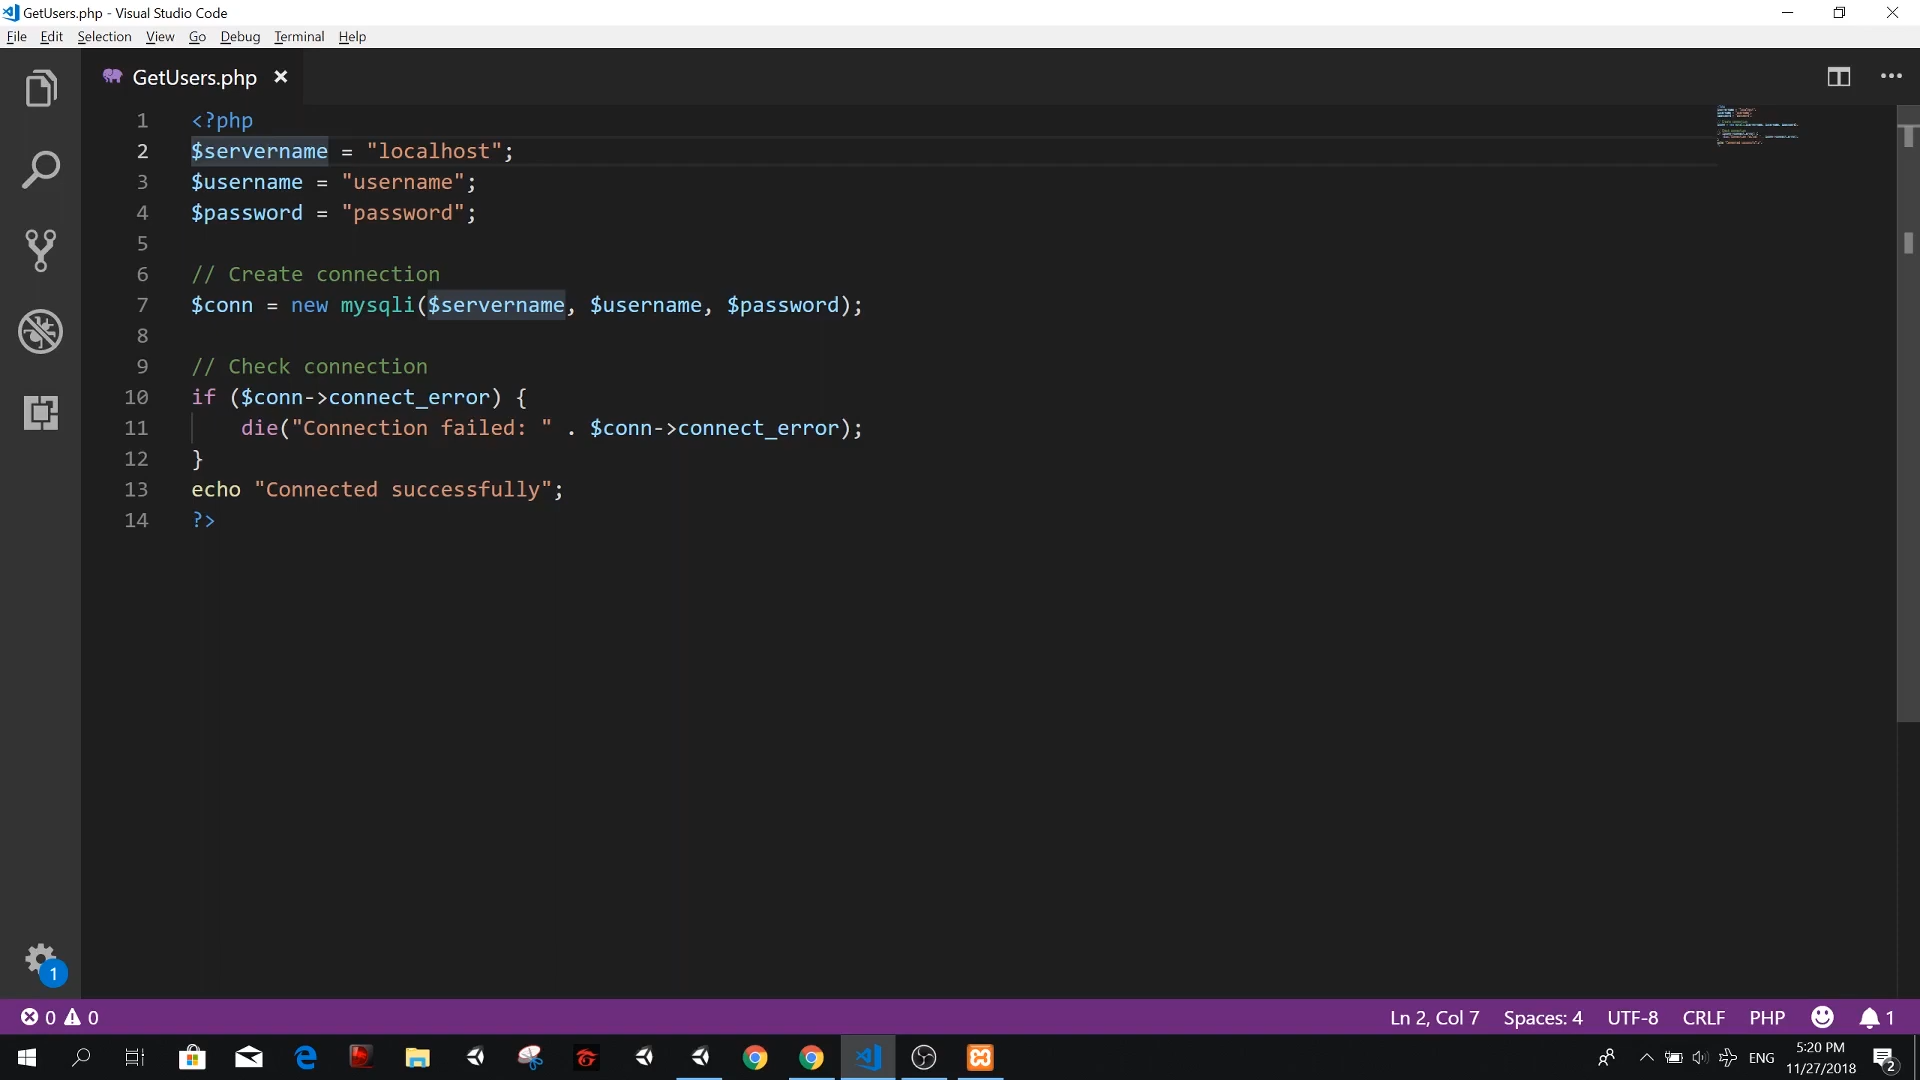 GetUsers.php - Visual Studio Code
File Edit Selection View Go Debug Terminal Help
GetUsers.php
1 <?php
2 $servername = "localhost";
3 $username = "username";
4 $password = "password";
5
6 // Create connection
7 $conn = new mysqli($servername, $username, $password);
8
9 // Check connection
10 if ($conn->connect_error) {
11 die("Connection failed: " . $conn->connect_error);
12 }
13 echo "Connected successfully";
14 ?>
1
0 0 Ln 2, Col 7 Spaces: 4 UTF-8 CRLF PHP 1
ENG 5:20 PM
11/27/2018 2